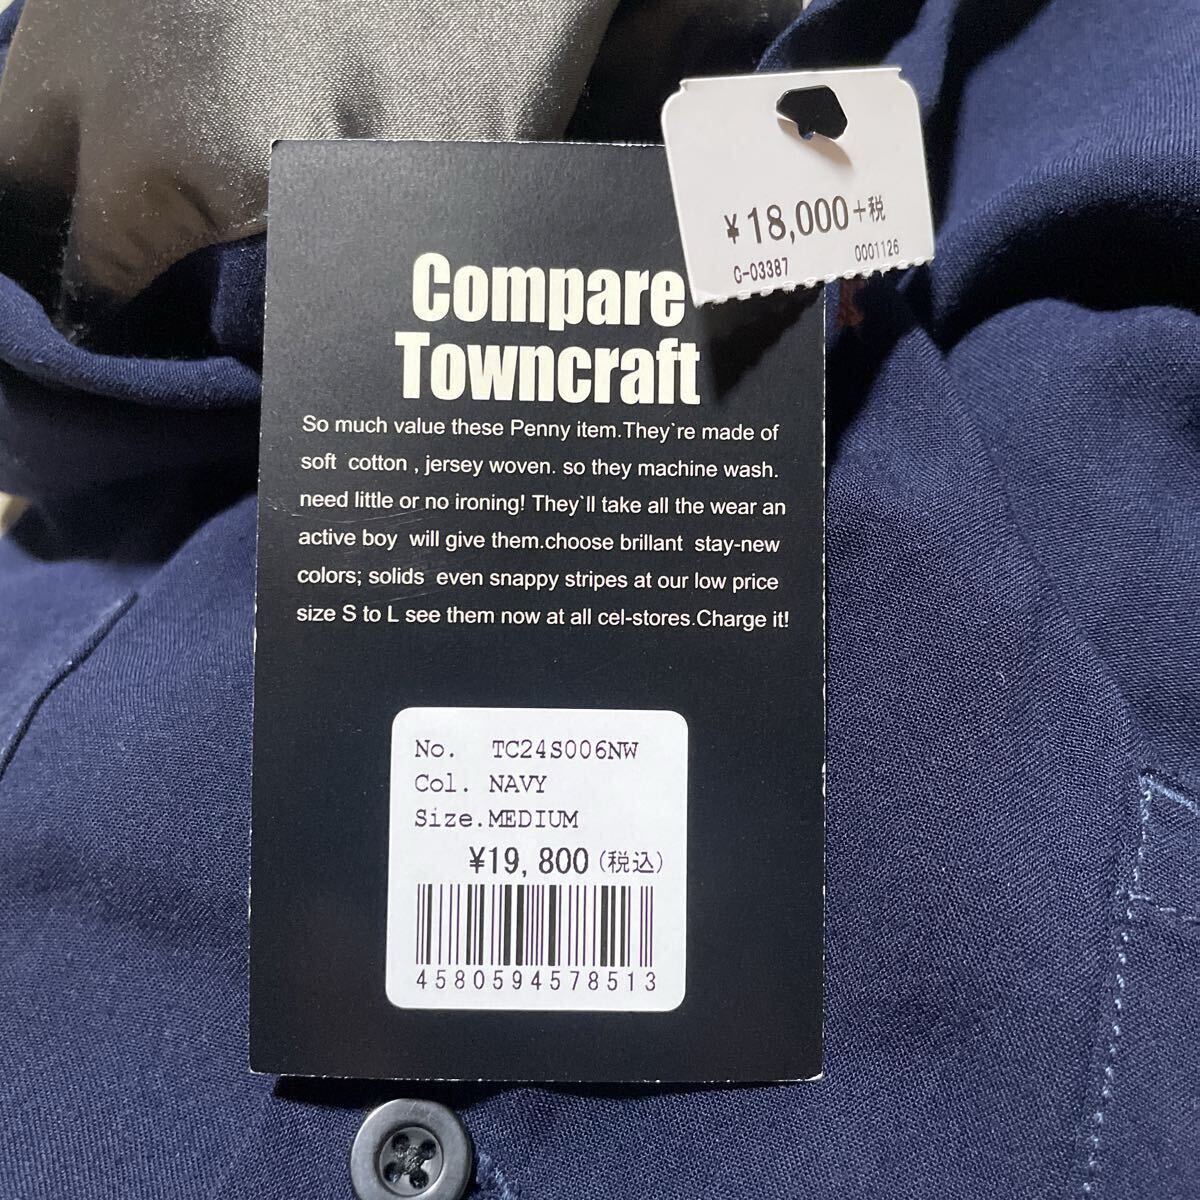 ¥18,000+税
C-03387 0001126
Compare
Towncraft
So much value these Penny item.They`re made of
soft cotton , jersey woven. so they machine wash.
need little or no ironing! They`ll take all the wear an
active boy will give them.choose brillant stay-new
colors; solids even snappy stripes at our low price
size S to L see them now at all cel-stores.Charge it!
No. TC24S006NW
Col. NAVY
Size.MEDIUM
¥19,800(税込)
4580594578513